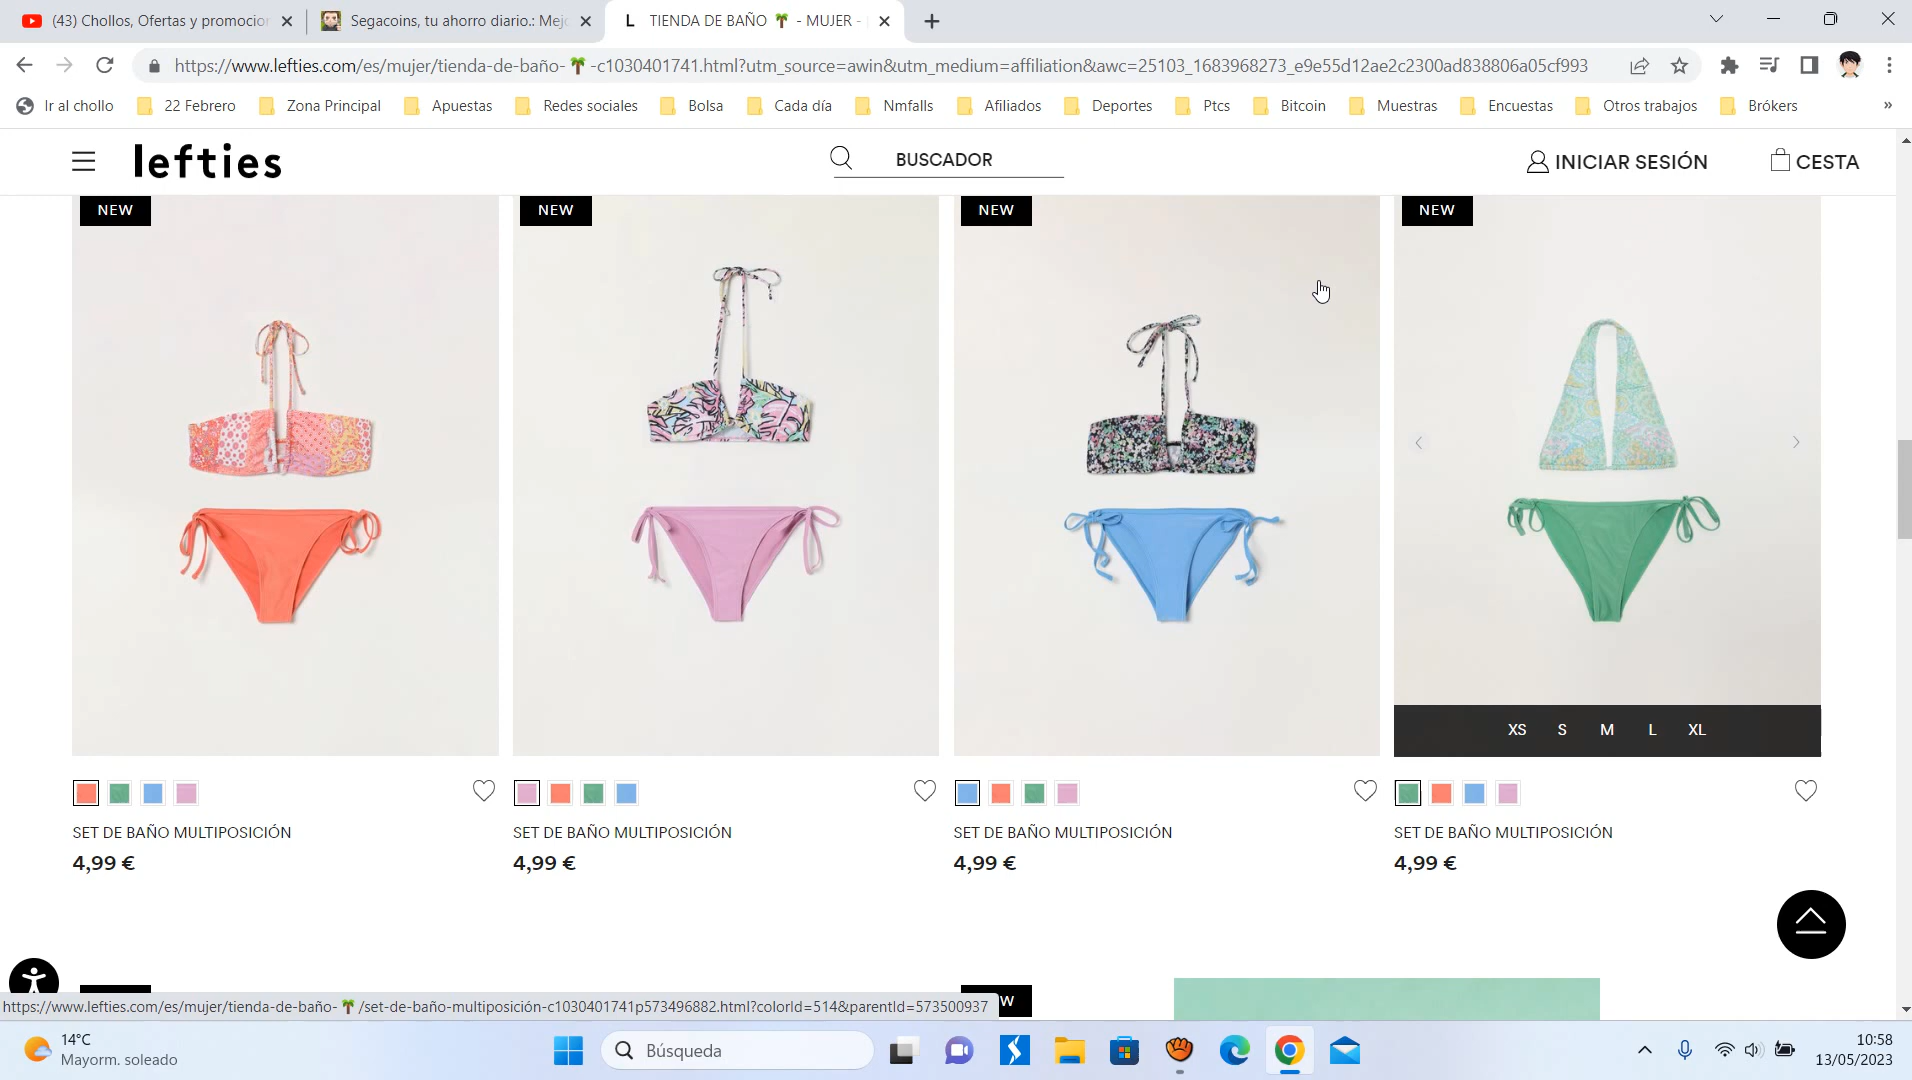 (43) Chollos, Ofertas y promocion
Segacoins, tu ahorro diario.: Mejo
L TIENDA DE BAÑO 🌴 - MUJER -
https://www.lefties.com/es/mujer/tienda-de-baño-🌴-c1030401741.html?utm_source=awin&utm_medium=affiliation&awc=25103_1683968273_e9e55d12ae2c2300ad838806a05cf993
Ir al chollo 22 Febrero Zona Principal Apuestas Redes sociales Bolsa Cada día Nmfalls Afiliados Deportes Ptcs Bitcoin Muestras Encuestas Otros trabajos Brókers »
lefties BUSCADOR INICIAR SESIÓN CESTA
NEW NEW NEW NEW
XS S M L XL
SET DE BAÑO MULTIPOSICIÓN SET DE BAÑO MULTIPOSICIÓN SET DE BAÑO MULTIPOSICIÓN SET DE BAÑO MULTIPOSICIÓN
4,99 € 4,99 € 4,99 € 4,99 €
https://www.lefties.com/es/mujer/tienda-de-baño-🌴/set-de-baño-multiposición-c1030401741p573496882.html?colorId=514&parentId=573500937
14°C
Mayorm. soleado
Búsqueda
10:58
13/05/2023